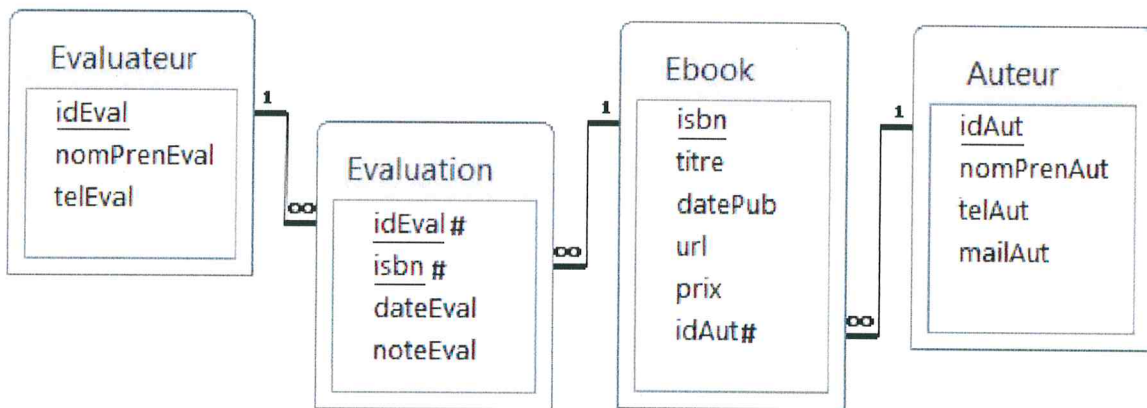 Evaluateur
idEval
nomPrenEval
telEval
1
oo
Evaluation
idEval #
isbn #
dateEval
noteEval
1
oo
Ebook
isbn
titre
datePub
url
prix
idAut#
1
oo
Auteur
idAut
nomPrenAut
telAut
mailAut